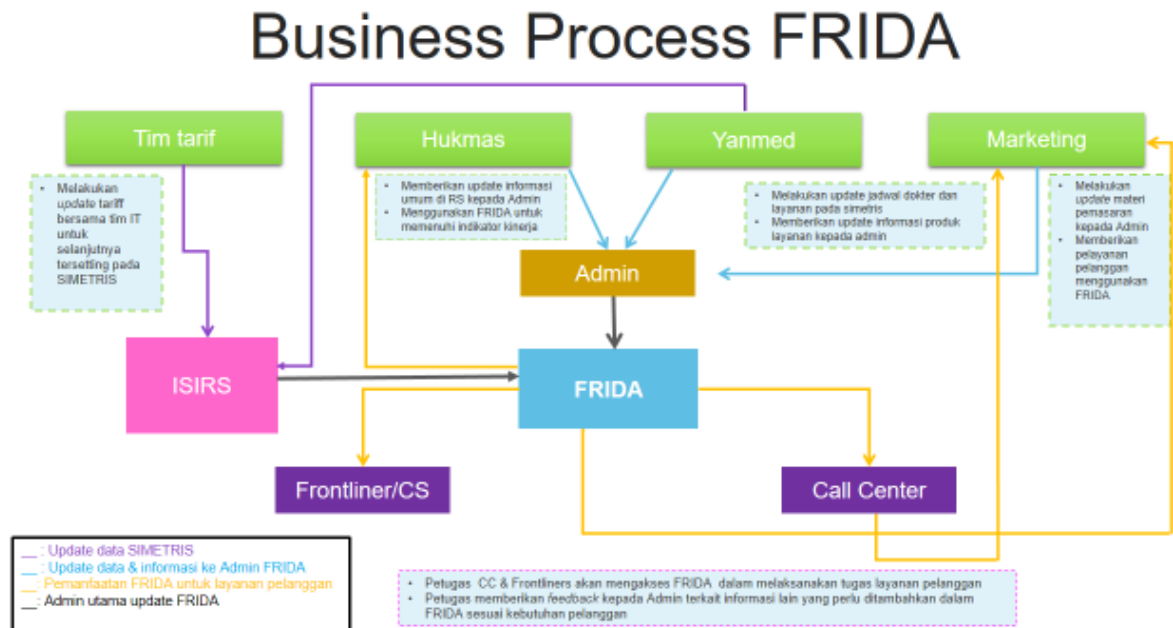 Business Process FRIDA
Tim tarif
Hukmas
Yanmed
Marketing
• Melakukan
update tariff
bersama tim IT
untuk
selanjutnya
tersetting pada
SIMETRIS
• Memberikan update informasi
umum di RS kepada Admin
• Menggunakan FRIDA untuk
memenuhi indikator kinerja
• Melakukan update jadwal dokter dan
layanan pada simetris
• Memberikan update informasi produk
layanan kepada admin
• Melakukan
update materi
pemasaran
kepada Admin
• Memberikan
pelayanan
pelanggan
menggunakan
FRIDA
Admin
ISIRS
FRIDA
Frontliner/CS
Call Center
__ : Update data SIMETRIS
__ : Update data & informasi ke Admin FRIDA
__ : Pemanfaatan FRIDA untuk layanan pelanggan
__: Admin utama update FRIDA
• Petugas CC & Frontliners akan mengakses FRIDA dalam melaksanakan tugas layanan pelanggan
• Petugas memberikan feedback kepada Admin terkait informasi lain yang perlu ditambahkan dalam
FRIDA sesuai kebutuhan pelanggan